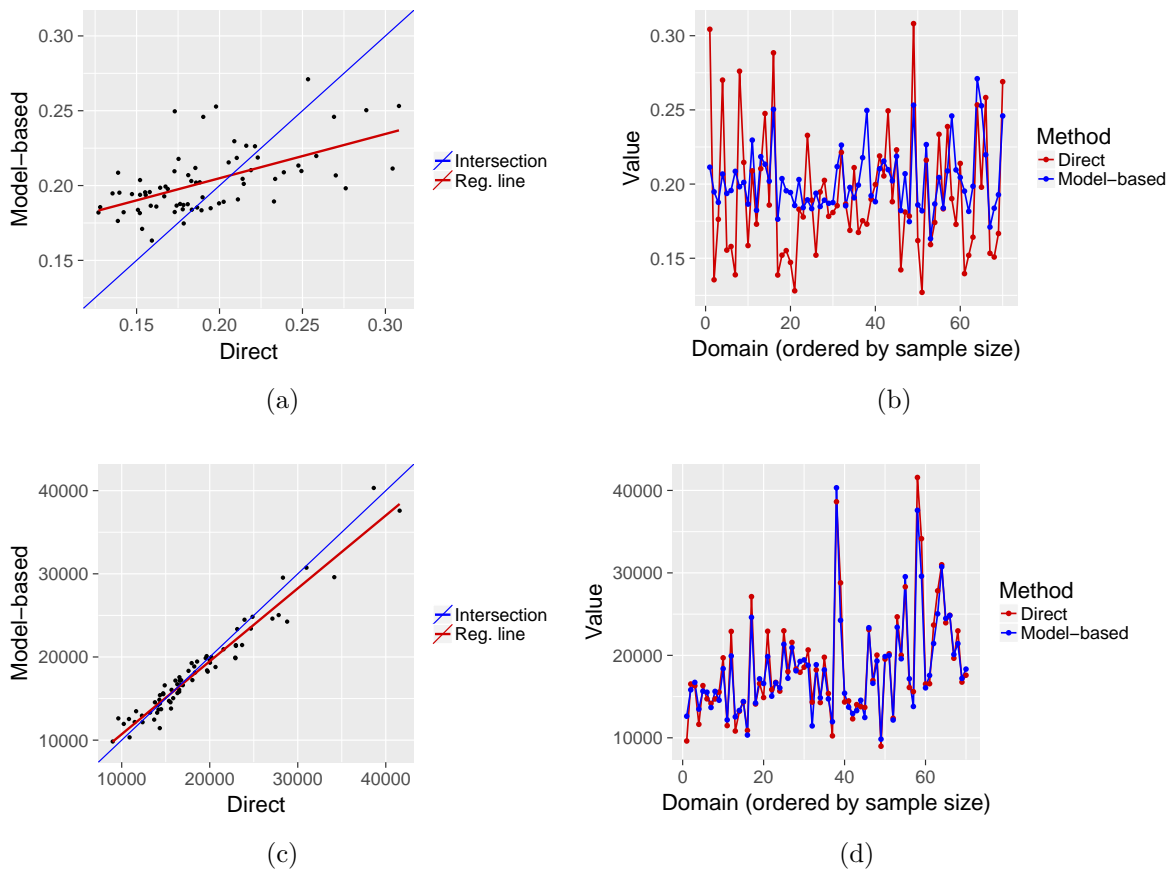 0.30
0.25
0.20
0.15
Model−based
0.15 0.20 0.25 0.30
Direct
Intersection
Reg. line
(a)
0.30
0.25
0.20
0.15
Value
0 20 40 60
Domain (ordered by sample size)
Method
Direct
Model−based
(b)
40000
30000
20000
10000
Model−based
10000 20000 30000 40000
Direct
Intersection
Reg. line
(c)
40000
30000
20000
10000
Value
0 20 40 60
Domain (ordered by sample size)
Method
Direct
Model−based
(d)